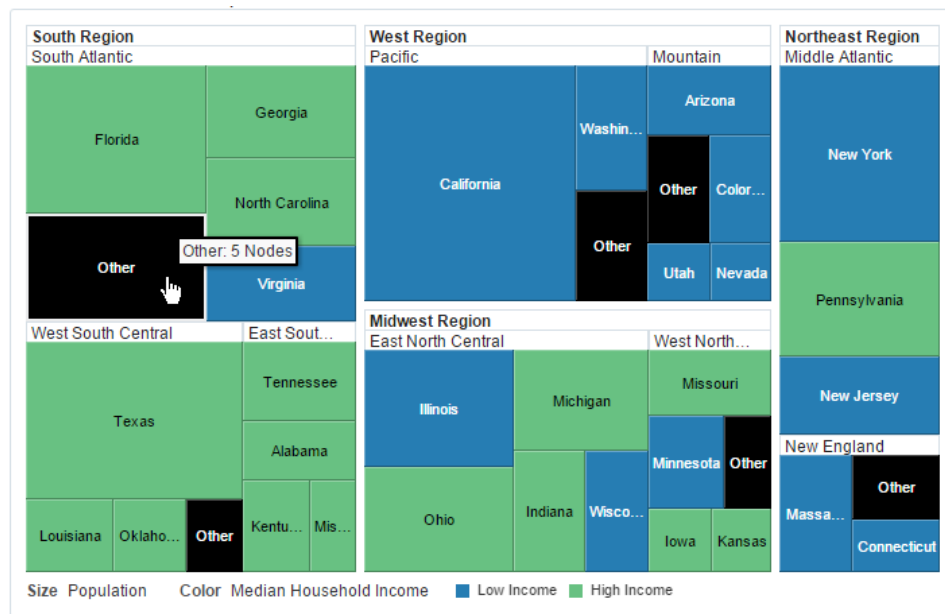 South Region
South Atlantic
Florida
Georgia
North Carolina
Other
Other: 5 Nodes
Virginia
West South Central
Texas
Louisiana
Oklaho...
Other
East Sout...
Tennessee
Alabama
Kentu...
Mis...
West Region
Pacific
California
Washin...
Other
Mountain
Arizona
Other
Color...
Utah
Nevada
Midwest Region
East North Central
Illinois
Michigan
Ohio
Indiana
Wisco...
West North...
Missouri
Minnesota
Other
Iowa
Kansas
Northeast Region
Middle Atlantic
New York
Pennsylvania
New Jersey
New England
Massa...
Other
Connecticut
Size Population Color Median Household Income Low Income High Income